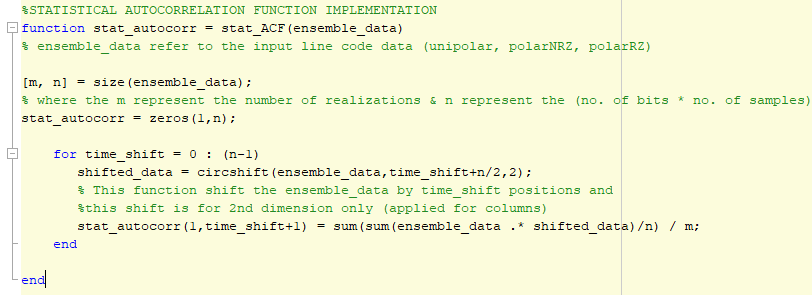 %STATISTICAL AUTOCORRELATION FUNCTION IMPLEMENTATION
function stat_autocorr = stat_ACF(ensemble_data)
% ensemble_data refer to the input line code data (unipolar, polarNRZ, polarRZ)
[m, n] = size(ensemble_data);
% where the m represent the number of realizations & n represent the (no. of bits * no. of samples)
stat_autocorr = zeros(1,n);
for time_shift = 0 : (n-1)
shifted_data = circshift(ensemble_data,time_shift+n/2,2);
% This function shift the ensemble_data by time_shift positions and
%this shift is for 2nd dimension only (applied for columns)
stat_autocorr(1,time_shift+1) = sum(sum(ensemble_data .* shifted_data)/n) / m;
end
end